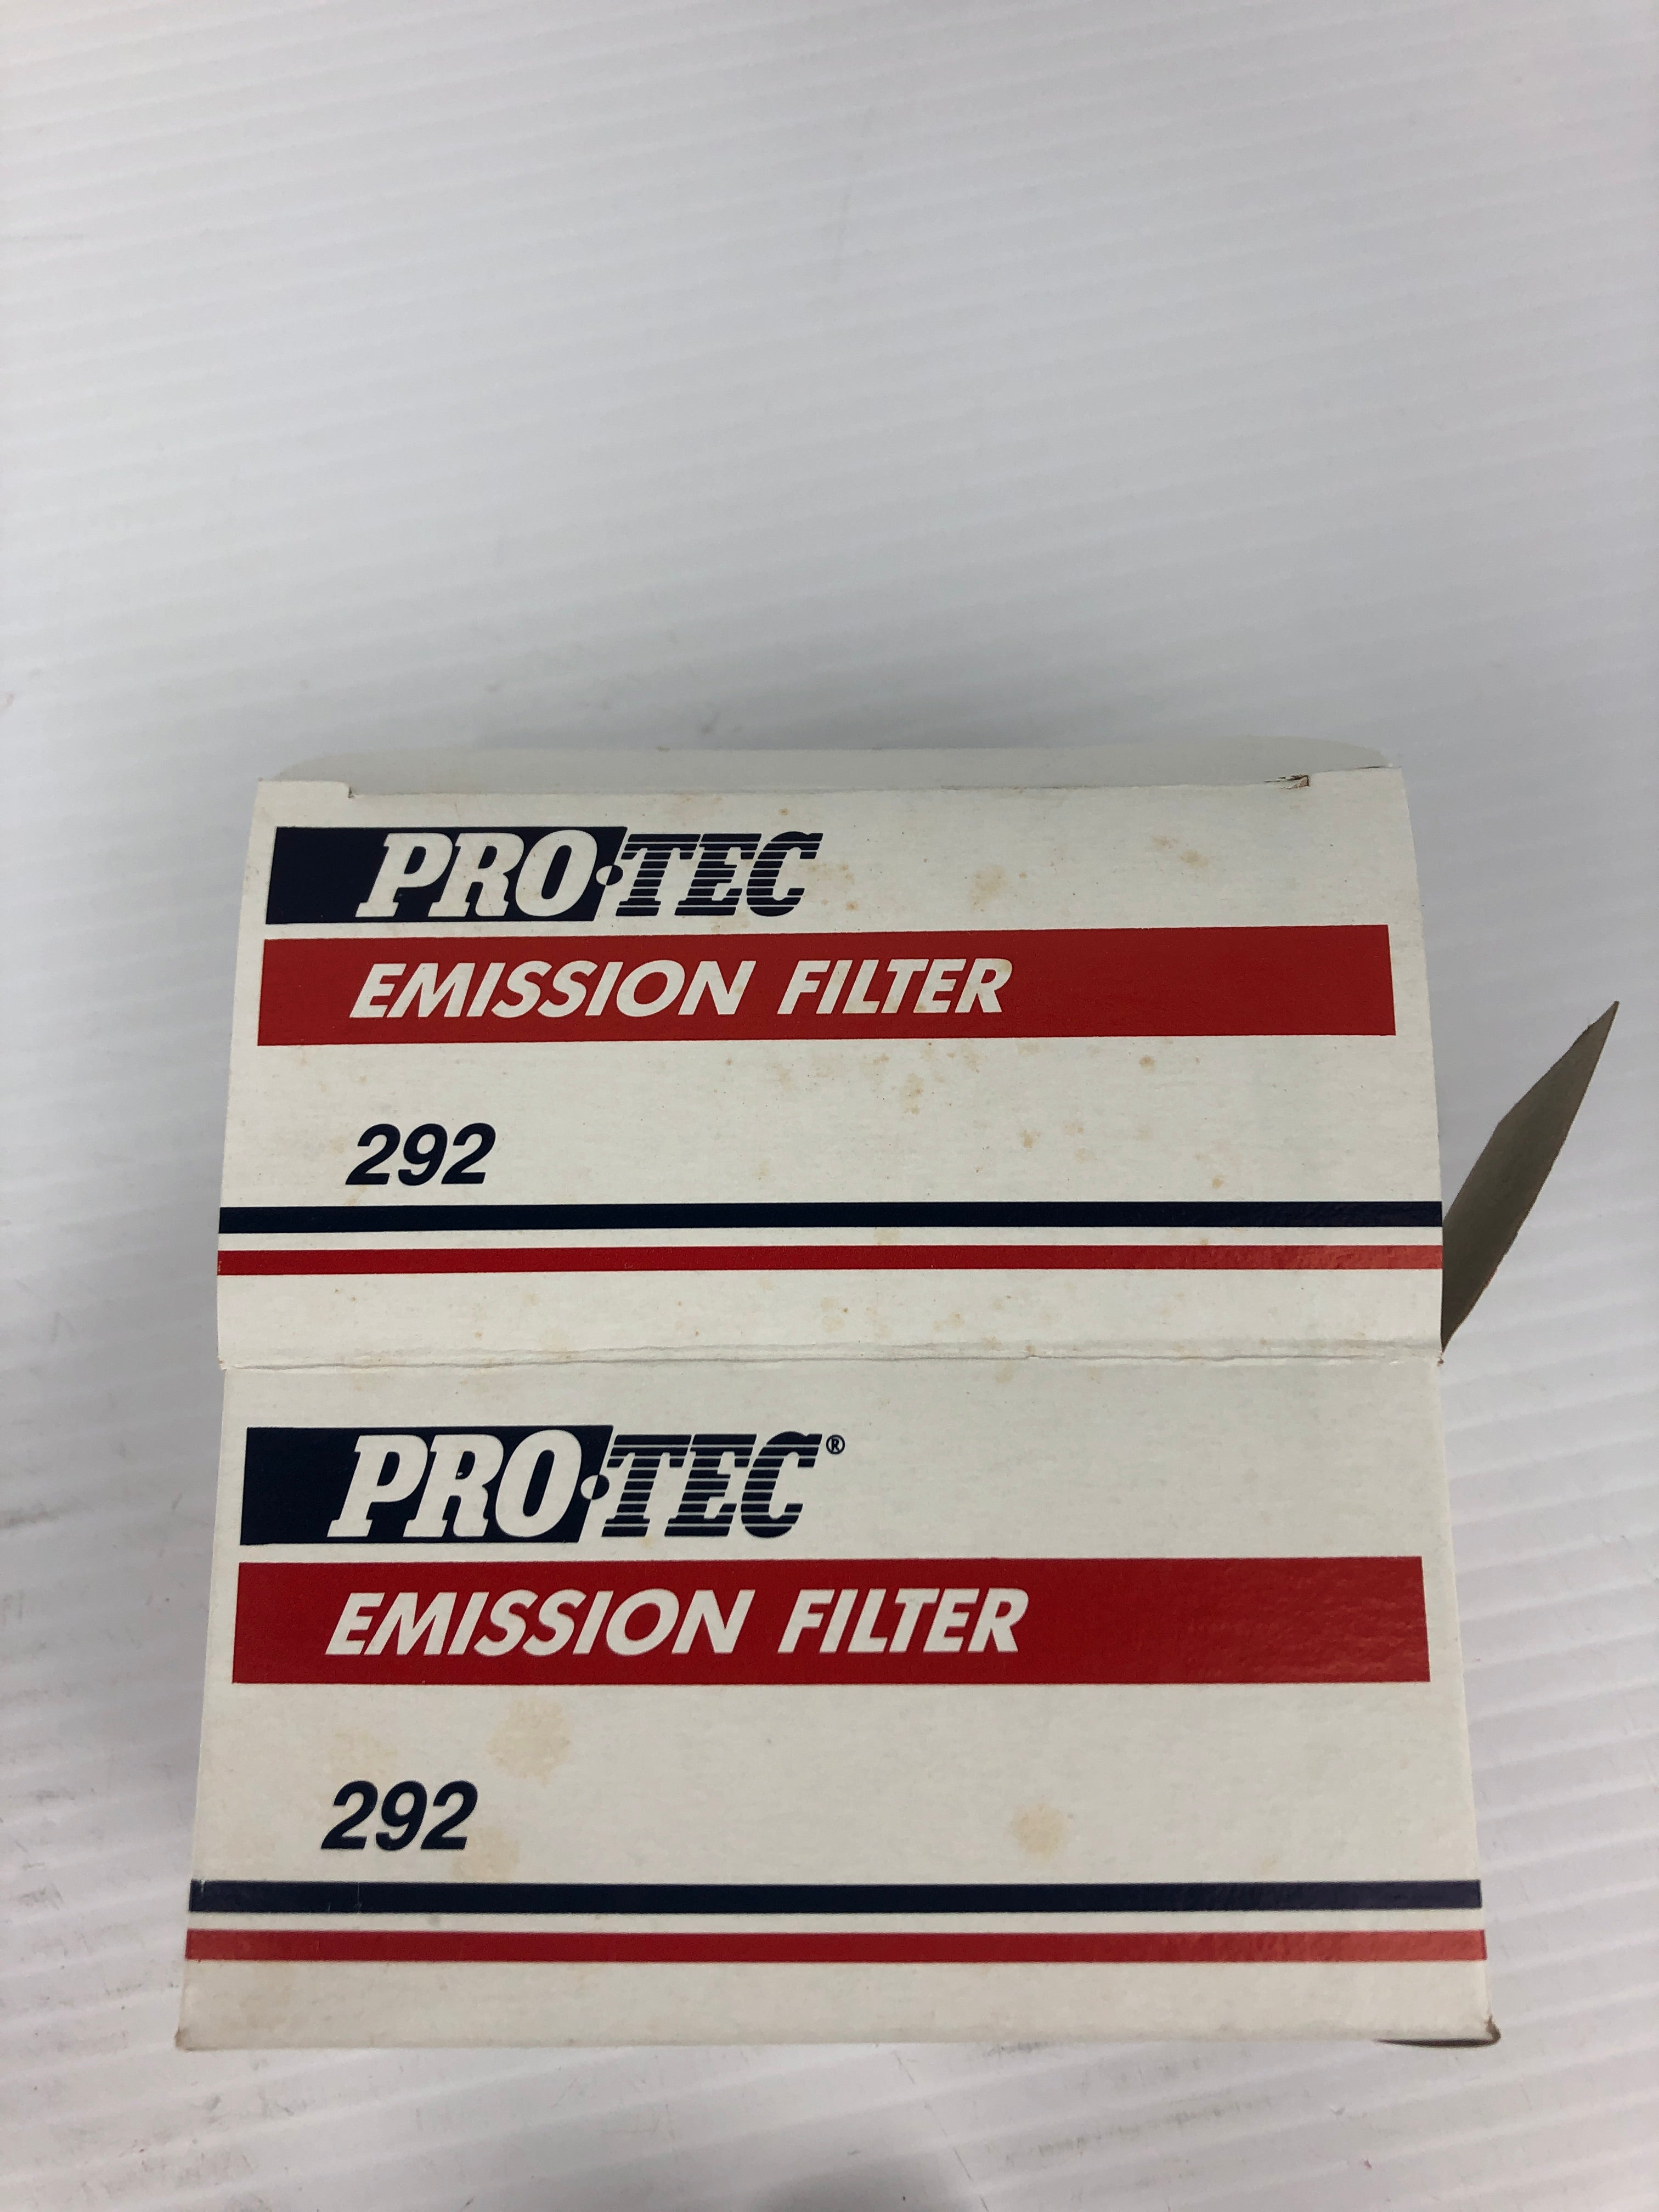 PRO·TEC
EMISSION FILTER
292
PRO·TEC®
EMISSION FILTER
292